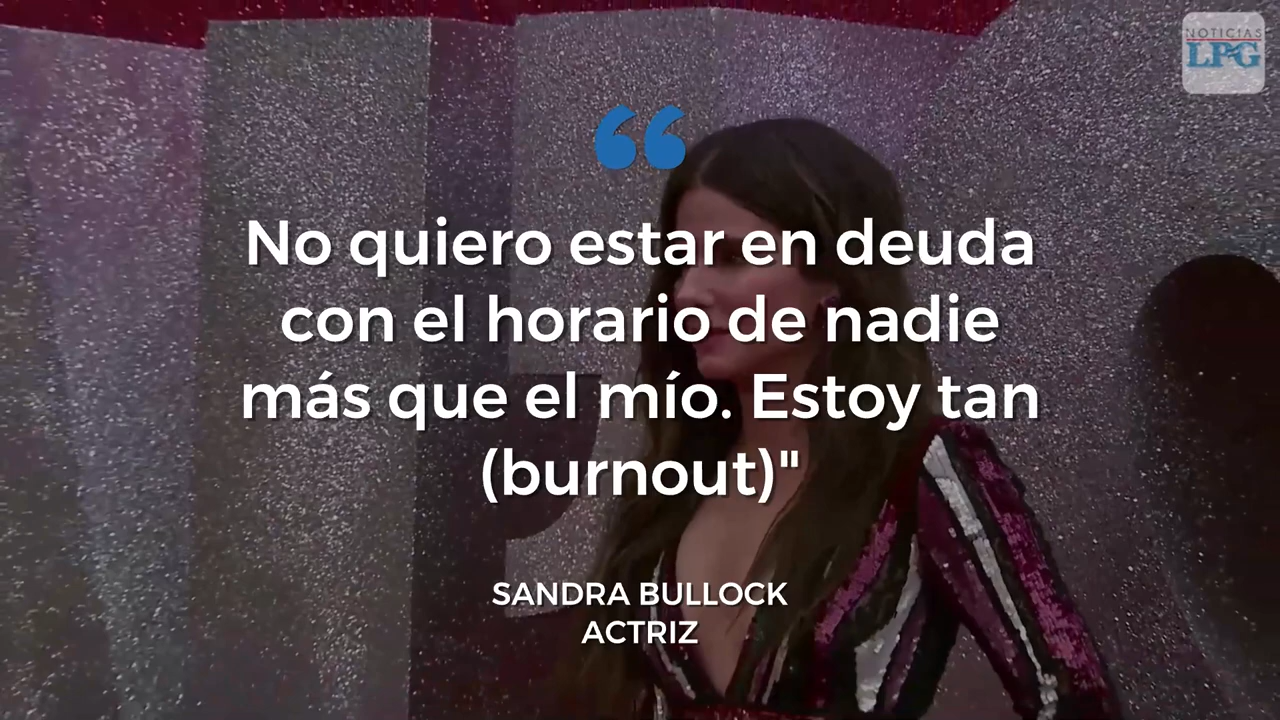 NOTICIAS
LPG
“
No quiero estar en deuda
con el horario de nadie
más que el mío. Estoy tan
(burnout)"
SANDRA BULLOCK
ACTRIZ